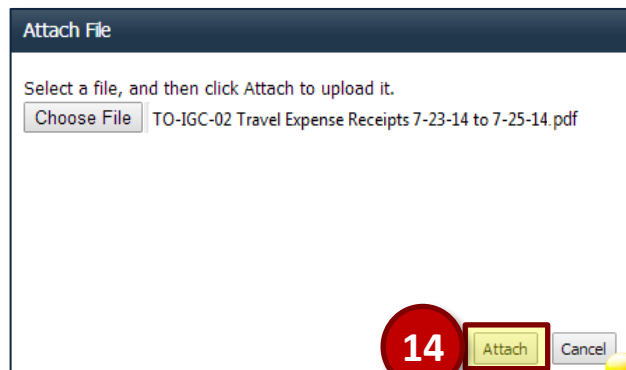 Attach File
Select a file, and then click Attach to upload it.
Choose File TO-IGC-02 Travel Expense Receipts 7-23-14 to 7-25-14.pdf
14 Attach Cancel